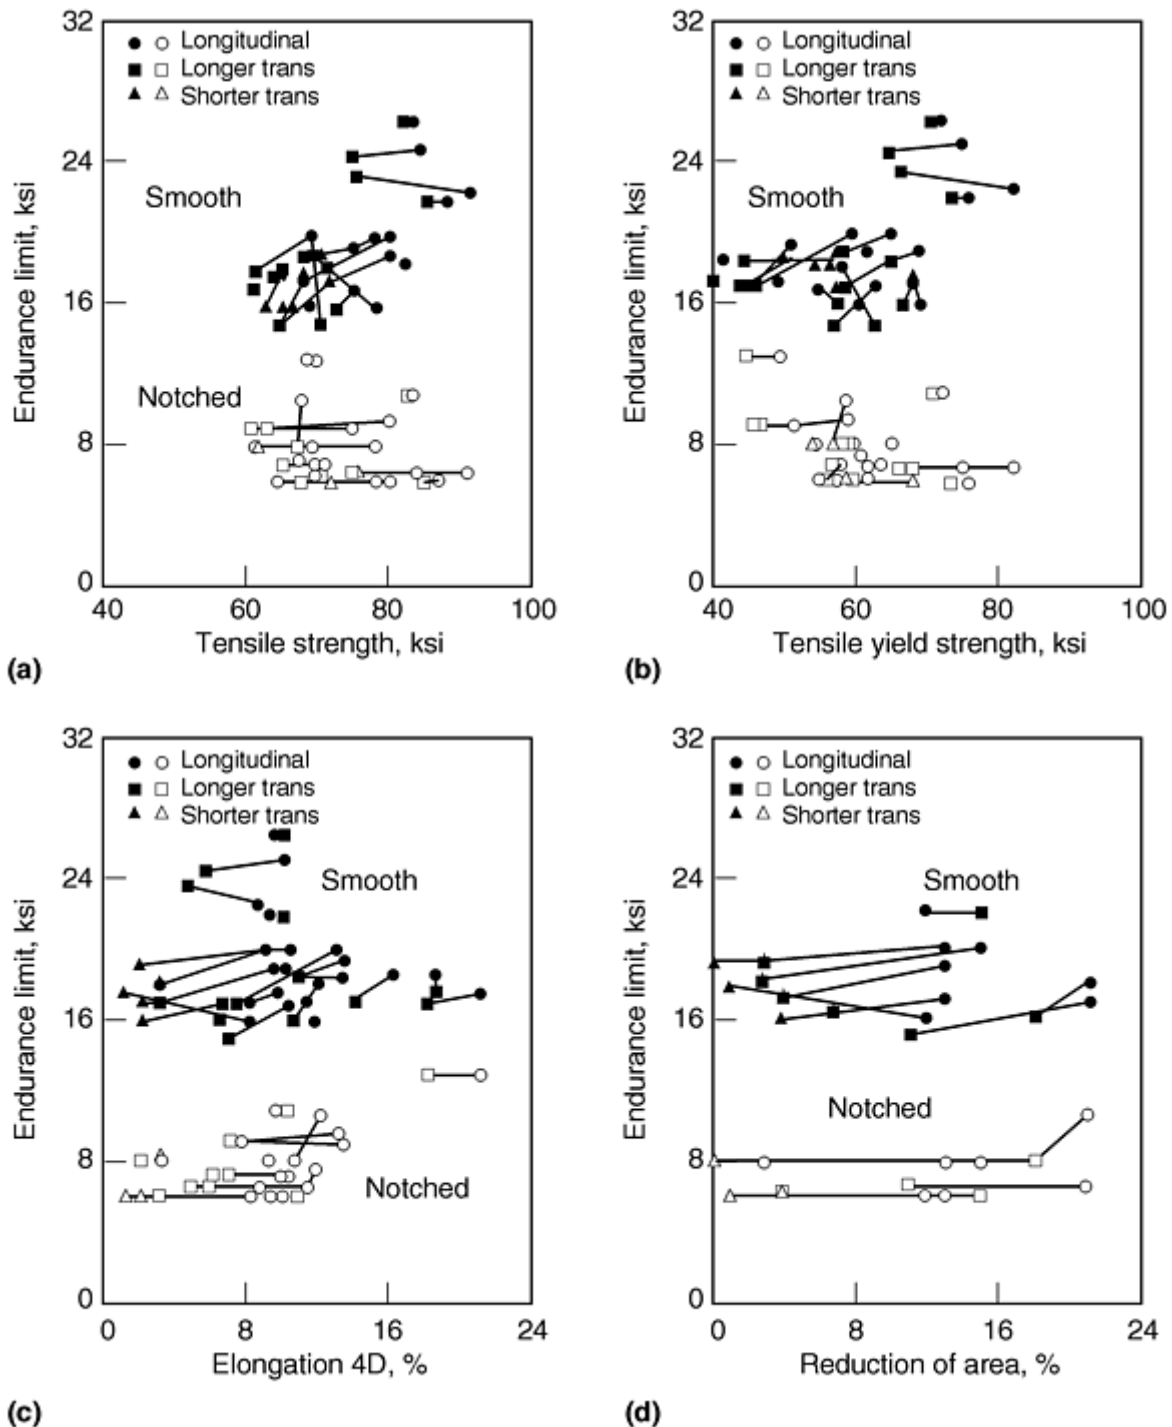 32
24
16
8
0
Endurance limit, ksi
Longitudinal
Longer trans
Shorter trans
Smooth
Notched
40 60 80 100
Tensile strength, ksi
(a)
32
24
16
8
0
Endurance limit, ksi
Longitudinal
Longer trans
Shorter trans
Smooth
Notched
40 60 80 100
Tensile yield strength, ksi
(b)
32
24
16
8
0
Endurance limit, ksi
Longitudinal
Longer trans
Shorter trans
Smooth
Notched
0 8 16 24
Elongation 4D, %
(c)
32
24
16
8
0
Endurance limit, ksi
Longitudinal
Longer trans
Shorter trans
Smooth
Notched
0 8 16 24
Reduction of area, %
(d)